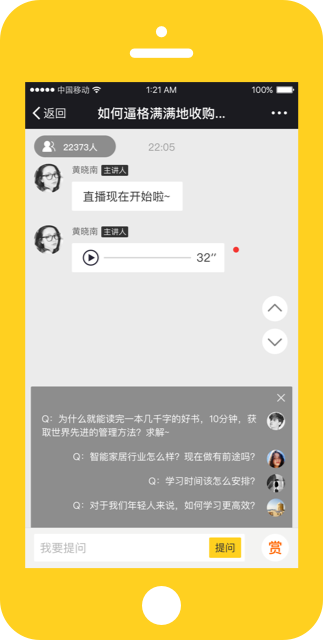 中国移动 1:21 AM 100%
返回 如何逼格满满地收购...
22373人 22:05
黄晓南 主讲人
直播现在开始啦~
黄晓南 主讲人
32″
Q：为什么就能读完一本几千字的好书，10分钟，获
取世界先进的管理方法？求解~
Q：智能家居行业怎么样？现在做有前途吗？
Q：学习时间该怎么安排？
Q：对于我们年轻人来说，如何学习更高效？
我要提问 提问 赏